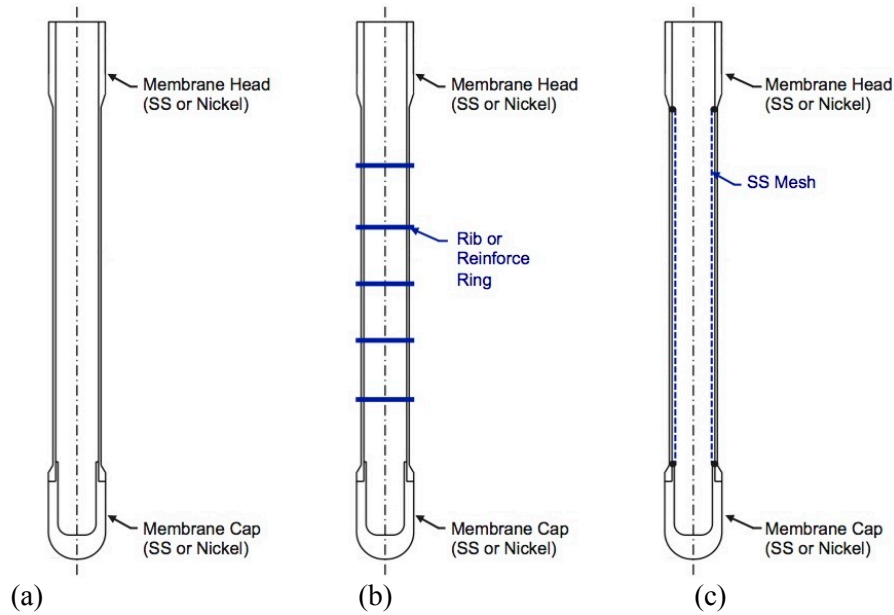 Membrane Head
(SS or Nickel)
Membrane Cap
(SS or Nickel)
(a)
Membrane Head
(SS or Nickel)
Rib or
Reinforce
Ring
Membrane Cap
(SS or Nickel)
(b)
Membrane Head
(SS or Nickel)
SS Mesh
Membrane Cap
(SS or Nickel)
(c)